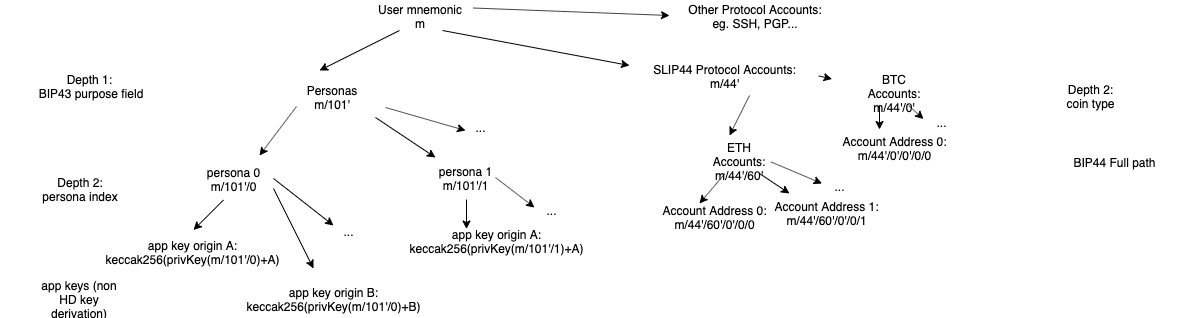 User mnemonic
m
Other Protocol Accounts:
eg. SSH, PGP...
Depth 1:
BIP43 purpose field
Personas
m/101'
SLIP44 Protocol Accounts:
m/44'
BTC
Accounts:
m/44'/0'
Depth 2:
coin type
...
...
Account Address 0:
m/44'/0'/0'/0/0
ETH
Accounts:
m/44'/60'
BIP44 Full path
Depth 2:
persona index
persona 0
m/101'/0
persona 1
m/101'/1
...
...
Account Address 0:
m/44'/60'/0'/0/0
Account Address 1:
m/44'/60'/0'/0/1
...
app key origin A:
keccak256(privKey(m/101'/0)+A)
app key origin A:
keccak256(privKey(m/101'/1)+A)
app keys (non
HD key
derivation)
app key origin B:
keccak256(privKey(m/101'/0)+B)